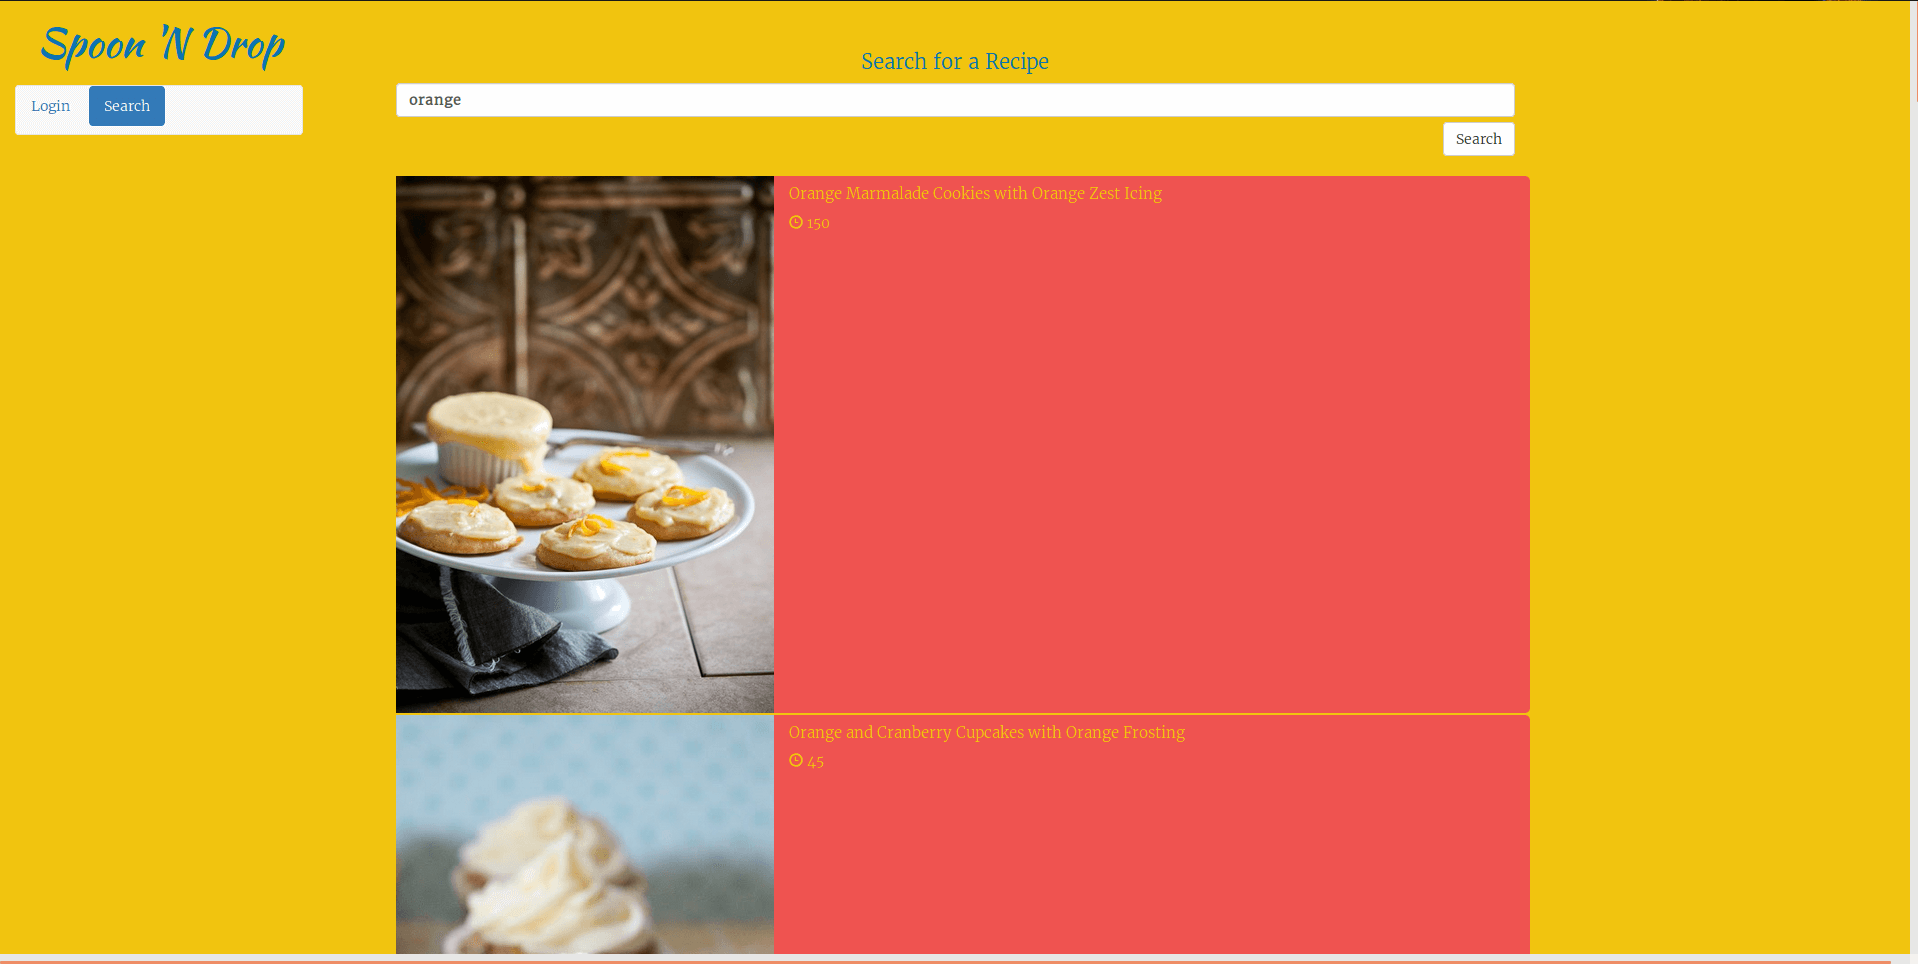 Spoon 'N Drop
Login
Search
Search for a Recipe
orange
Search
Orange Marmalade Cookies with Orange Zest Icing
150
Orange and Cranberry Cupcakes with Orange Frosting
45